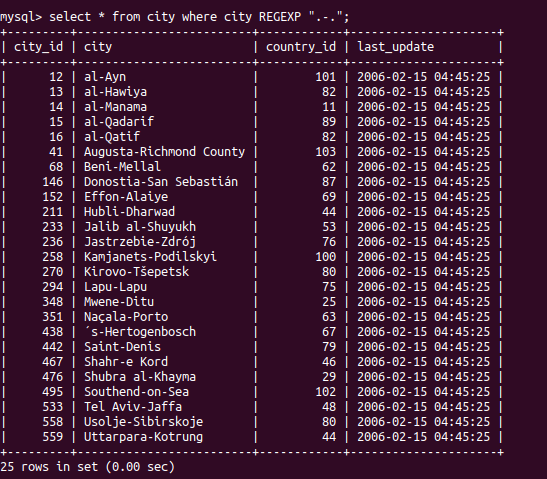 mysql> select * from city where city REGEXP ".-.";
+---------+-------------------------+------------+---------------------+
| city_id | city                    | country_id | last_update         |
+---------+-------------------------+------------+---------------------+
|      12 | al-Ayn                  |        101 | 2006-02-15 04:45:25 |
|      13 | al-Hawiya               |         82 | 2006-02-15 04:45:25 |
|      14 | al-Manama               |         11 | 2006-02-15 04:45:25 |
|      15 | al-Qadarif              |         89 | 2006-02-15 04:45:25 |
|      16 | al-Qatif                |         82 | 2006-02-15 04:45:25 |
|      41 | Augusta-Richmond County |        103 | 2006-02-15 04:45:25 |
|      68 | Beni-Mellal             |         62 | 2006-02-15 04:45:25 |
|     146 | Donostia-San Sebastián  |         87 | 2006-02-15 04:45:25 |
|     152 | Effon-Alaiye            |         69 | 2006-02-15 04:45:25 |
|     211 | Hubli-Dharwad           |         44 | 2006-02-15 04:45:25 |
|     233 | Jalib al-Shuyukh        |         53 | 2006-02-15 04:45:25 |
|     236 | Jastrzebie-Zdrój        |         76 | 2006-02-15 04:45:25 |
|     258 | Kamjanets-Podilskyi     |        100 | 2006-02-15 04:45:25 |
|     270 | Kirovo-Tšepetsk         |         80 | 2006-02-15 04:45:25 |
|     294 | Lapu-Lapu               |         75 | 2006-02-15 04:45:25 |
|     348 | Mwene-Ditu              |         25 | 2006-02-15 04:45:25 |
|     351 | Naçala-Porto            |         63 | 2006-02-15 04:45:25 |
|     438 | ´s-Hertogenbosch        |         67 | 2006-02-15 04:45:25 |
|     442 | Saint-Denis             |         79 | 2006-02-15 04:45:25 |
|     467 | Shahr-e Kord            |         46 | 2006-02-15 04:45:25 |
|     476 | Shubra al-Khayma        |         29 | 2006-02-15 04:45:25 |
|     495 | Southend-on-Sea         |        102 | 2006-02-15 04:45:25 |
|     533 | Tel Aviv-Jaffa          |         48 | 2006-02-15 04:45:25 |
|     558 | Usolje-Sibirskoje       |         80 | 2006-02-15 04:45:25 |
|     559 | Uttarpara-Kotrung       |         44 | 2006-02-15 04:45:25 |
+---------+-------------------------+------------+---------------------+
25 rows in set (0.00 sec)